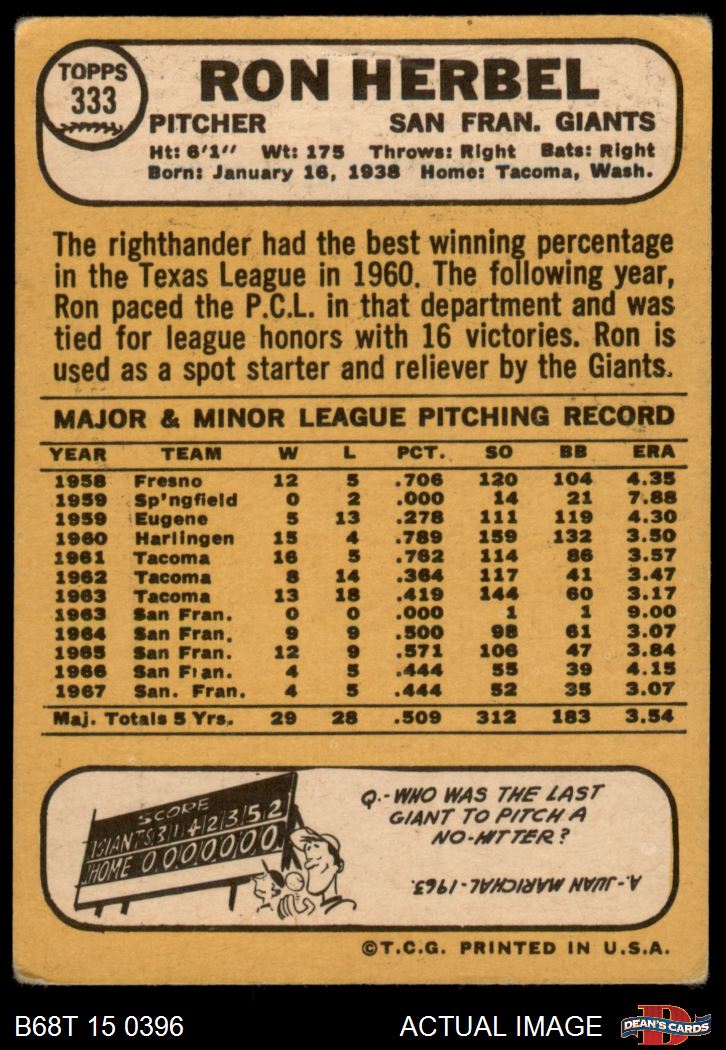 TOPPS
333
RON HERBEL
PITCHER SAN FRAN. GIANTS
Ht: 6'1" Wt: 175 Throws: Right Bats: Right
Born: January 16, 1938 Home: Tacoma, Wash.
The righthander had the best winning percentage
in the Texas League in 1960. The following year,
Ron paced the P.C.L. in that department and was
tied for league honors with 16 victories. Ron is
used as a spot starter and reliever by the Giants.
MAJOR & MINOR LEAGUE PITCHING RECORD
YEAR TEAM W L PCT. SO BB ERA
1958 Fresno 12 5 .706 120 104 4.35
1959 Sp'ngfield 0 2 .000 14 21 7.88
1959 Eugene 5 13 .278 111 119 4.30
1960 Harlingen 15 4 .789 159 132 3.50
1961 Tacoma 16 5 .762 114 86 3.57
1962 Tacoma 8 14 .364 117 41 3.47
1963 Tacoma 13 18 .419 144 60 3.17
1963 San Fran. 0 0 .000 1 1 9.00
1964 San Fran. 9 9 .500 98 61 3.07
1965 San Fran. 12 9 .571 106 47 3.84
1966 San Fran. 4 5 .444 55 39 4.15
1967 San. Fran. 4 5 .444 52 35 3.07
Maj. Totals 5 Yrs. 29 28 .509 312 183 3.54
SCORE
GIANTS 3 1 4 2 3 5 2
HOME 0 0 0 0 0 0 0
Q.-WHO WAS THE LAST
GIANT TO PITCH A
NO-HITTER?
A.-JUAN MARICHAL-1963.
©T.C.G. PRINTED IN U.S.A.
B68T 15 0396 ACTUAL IMAGE
D
DEAN'S CARDS